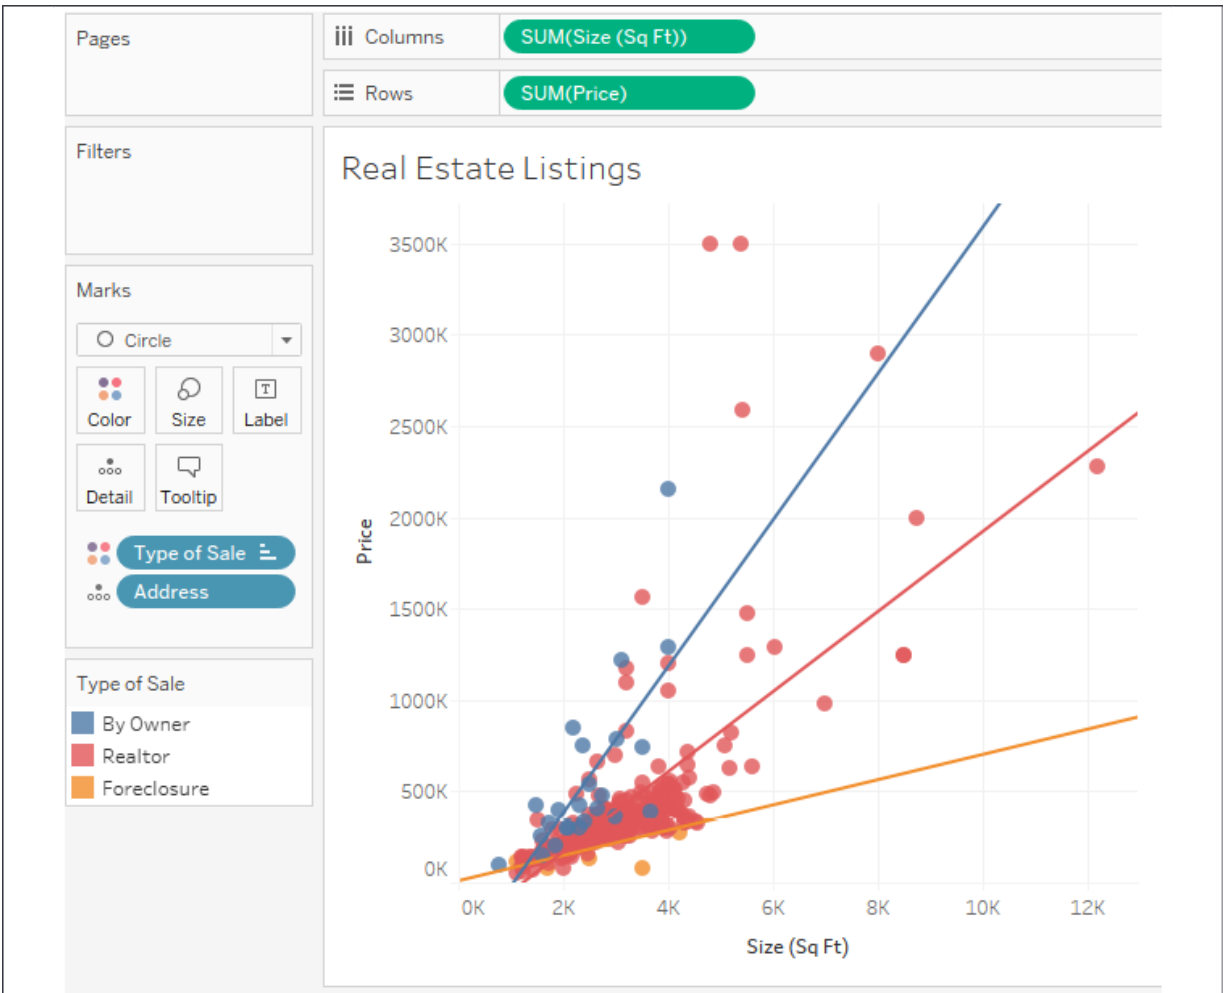 Pages
Columns
SUM(Size (Sq Ft))
Rows
SUM(Price)
Filters
Marks
Circle
Color
Size
Label
Detail
Tooltip
Type of Sale
Address
Type of Sale
By Owner
Realtor
Foreclosure
Real Estate Listings
Price
3500K
3000K
2500K
2000K
1500K
1000K
500K
0K
0K 2K 4K 6K 8K 10K 12K
Size (Sq Ft)